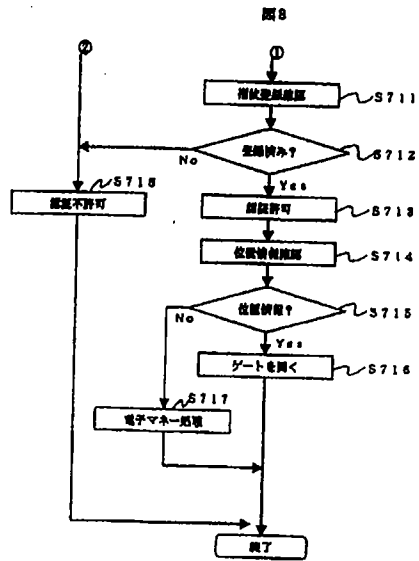 図8
② ①
指紋登録確認 S711
登録済み? S712
No Yes
認証不許可 S718
認証許可 S713
位置情報確認 S714
位置情報? S715
No Yes
ゲートを開く S716
電子マネー処理 S717
終了